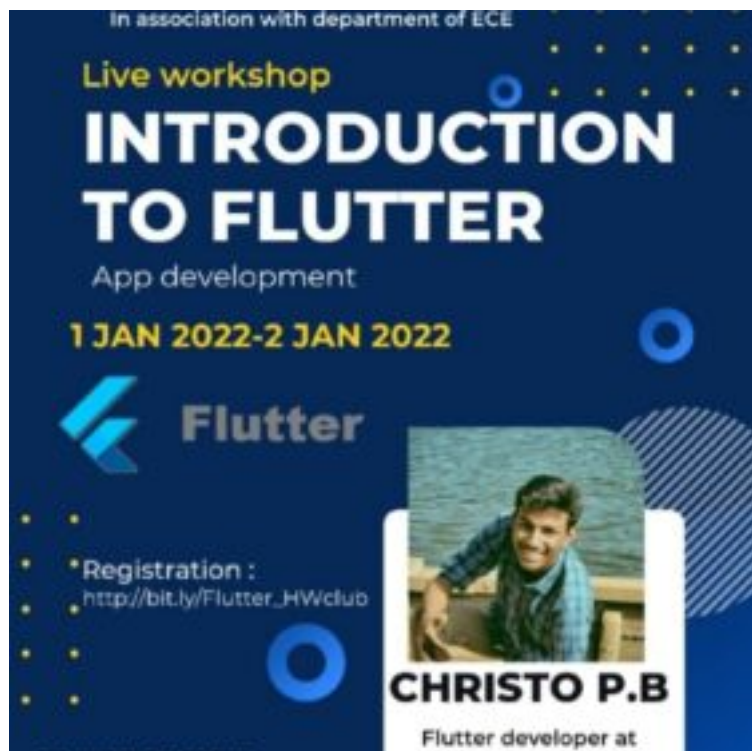 In association with department of ECE
Live workshop
INTRODUCTION
TO FLUTTER
App development
1 JAN 2022-2 JAN 2022
Flutter
Registration :
http://bit.ly/Flutter_HWclub
CHRISTO P.B
Flutter developer at